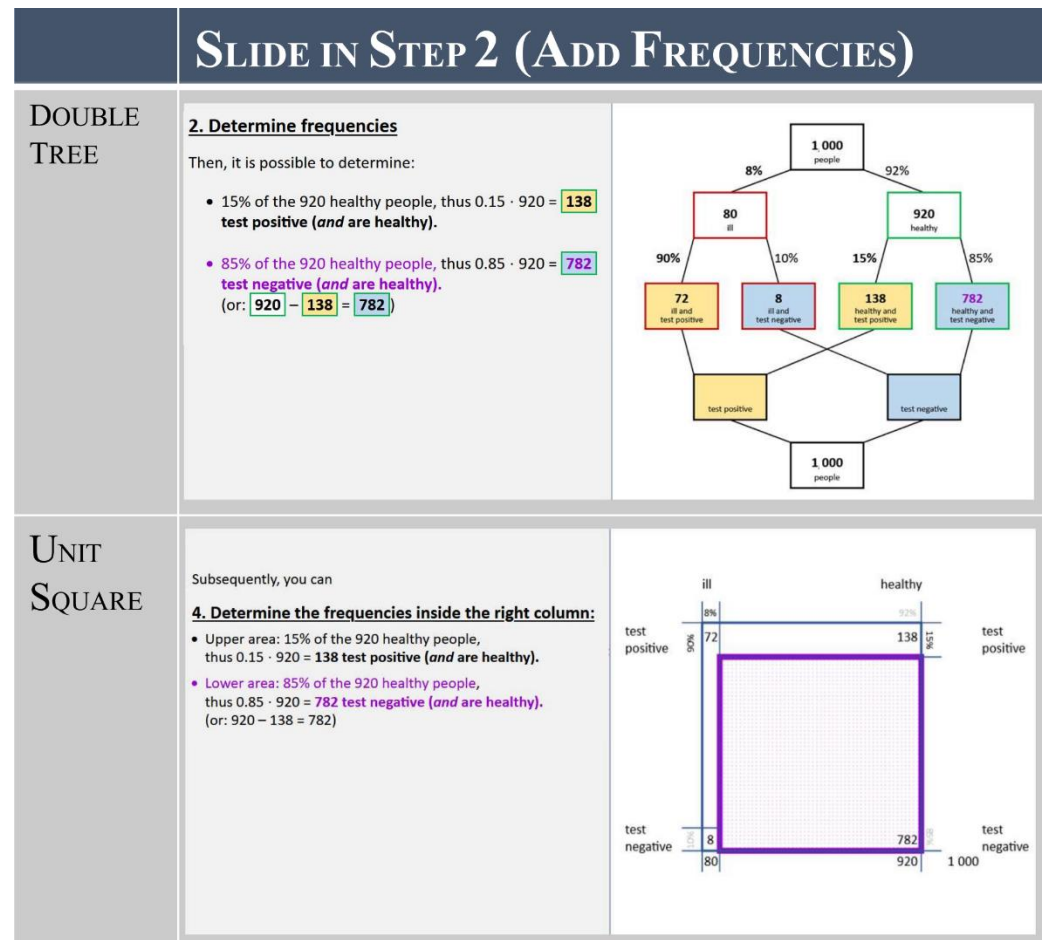 SLIDE IN STEP 2 (ADD FREQUENCIES)
DOUBLE
TREE
2. Determine frequencies
Then, it is possible to determine:
• 15% of the 920 healthy people, thus 0.15 · 920 = 138
test positive (and are healthy).
• 85% of the 920 healthy people, thus 0.85 · 920 = 782
test negative (and are healthy).
(or: 920 – 138 = 782)
1 000
people
8% 92%
80
ill
920
healthy
90% 10% 15% 85%
72
ill and
test positive
8
ill and
test negative
138
healthy and
test positive
782
healthy and
test negative
test positive
test negative
1 000
people
UNIT
SQUARE
Subsequently, you can
4. Determine the frequencies inside the right column:
• Upper area: 15% of the 920 healthy people,
thus 0.15 · 920 = 138 test positive (and are healthy).
• Lower area: 85% of the 920 healthy people,
thus 0.85 · 920 = 782 test negative (and are healthy).
(or: 920 – 138 = 782)
ill healthy
8% 92%
test
positive
90%
72 138
15%
test
positive
test
negative
10%
8 782
85%
test
negative
80 920 1 000